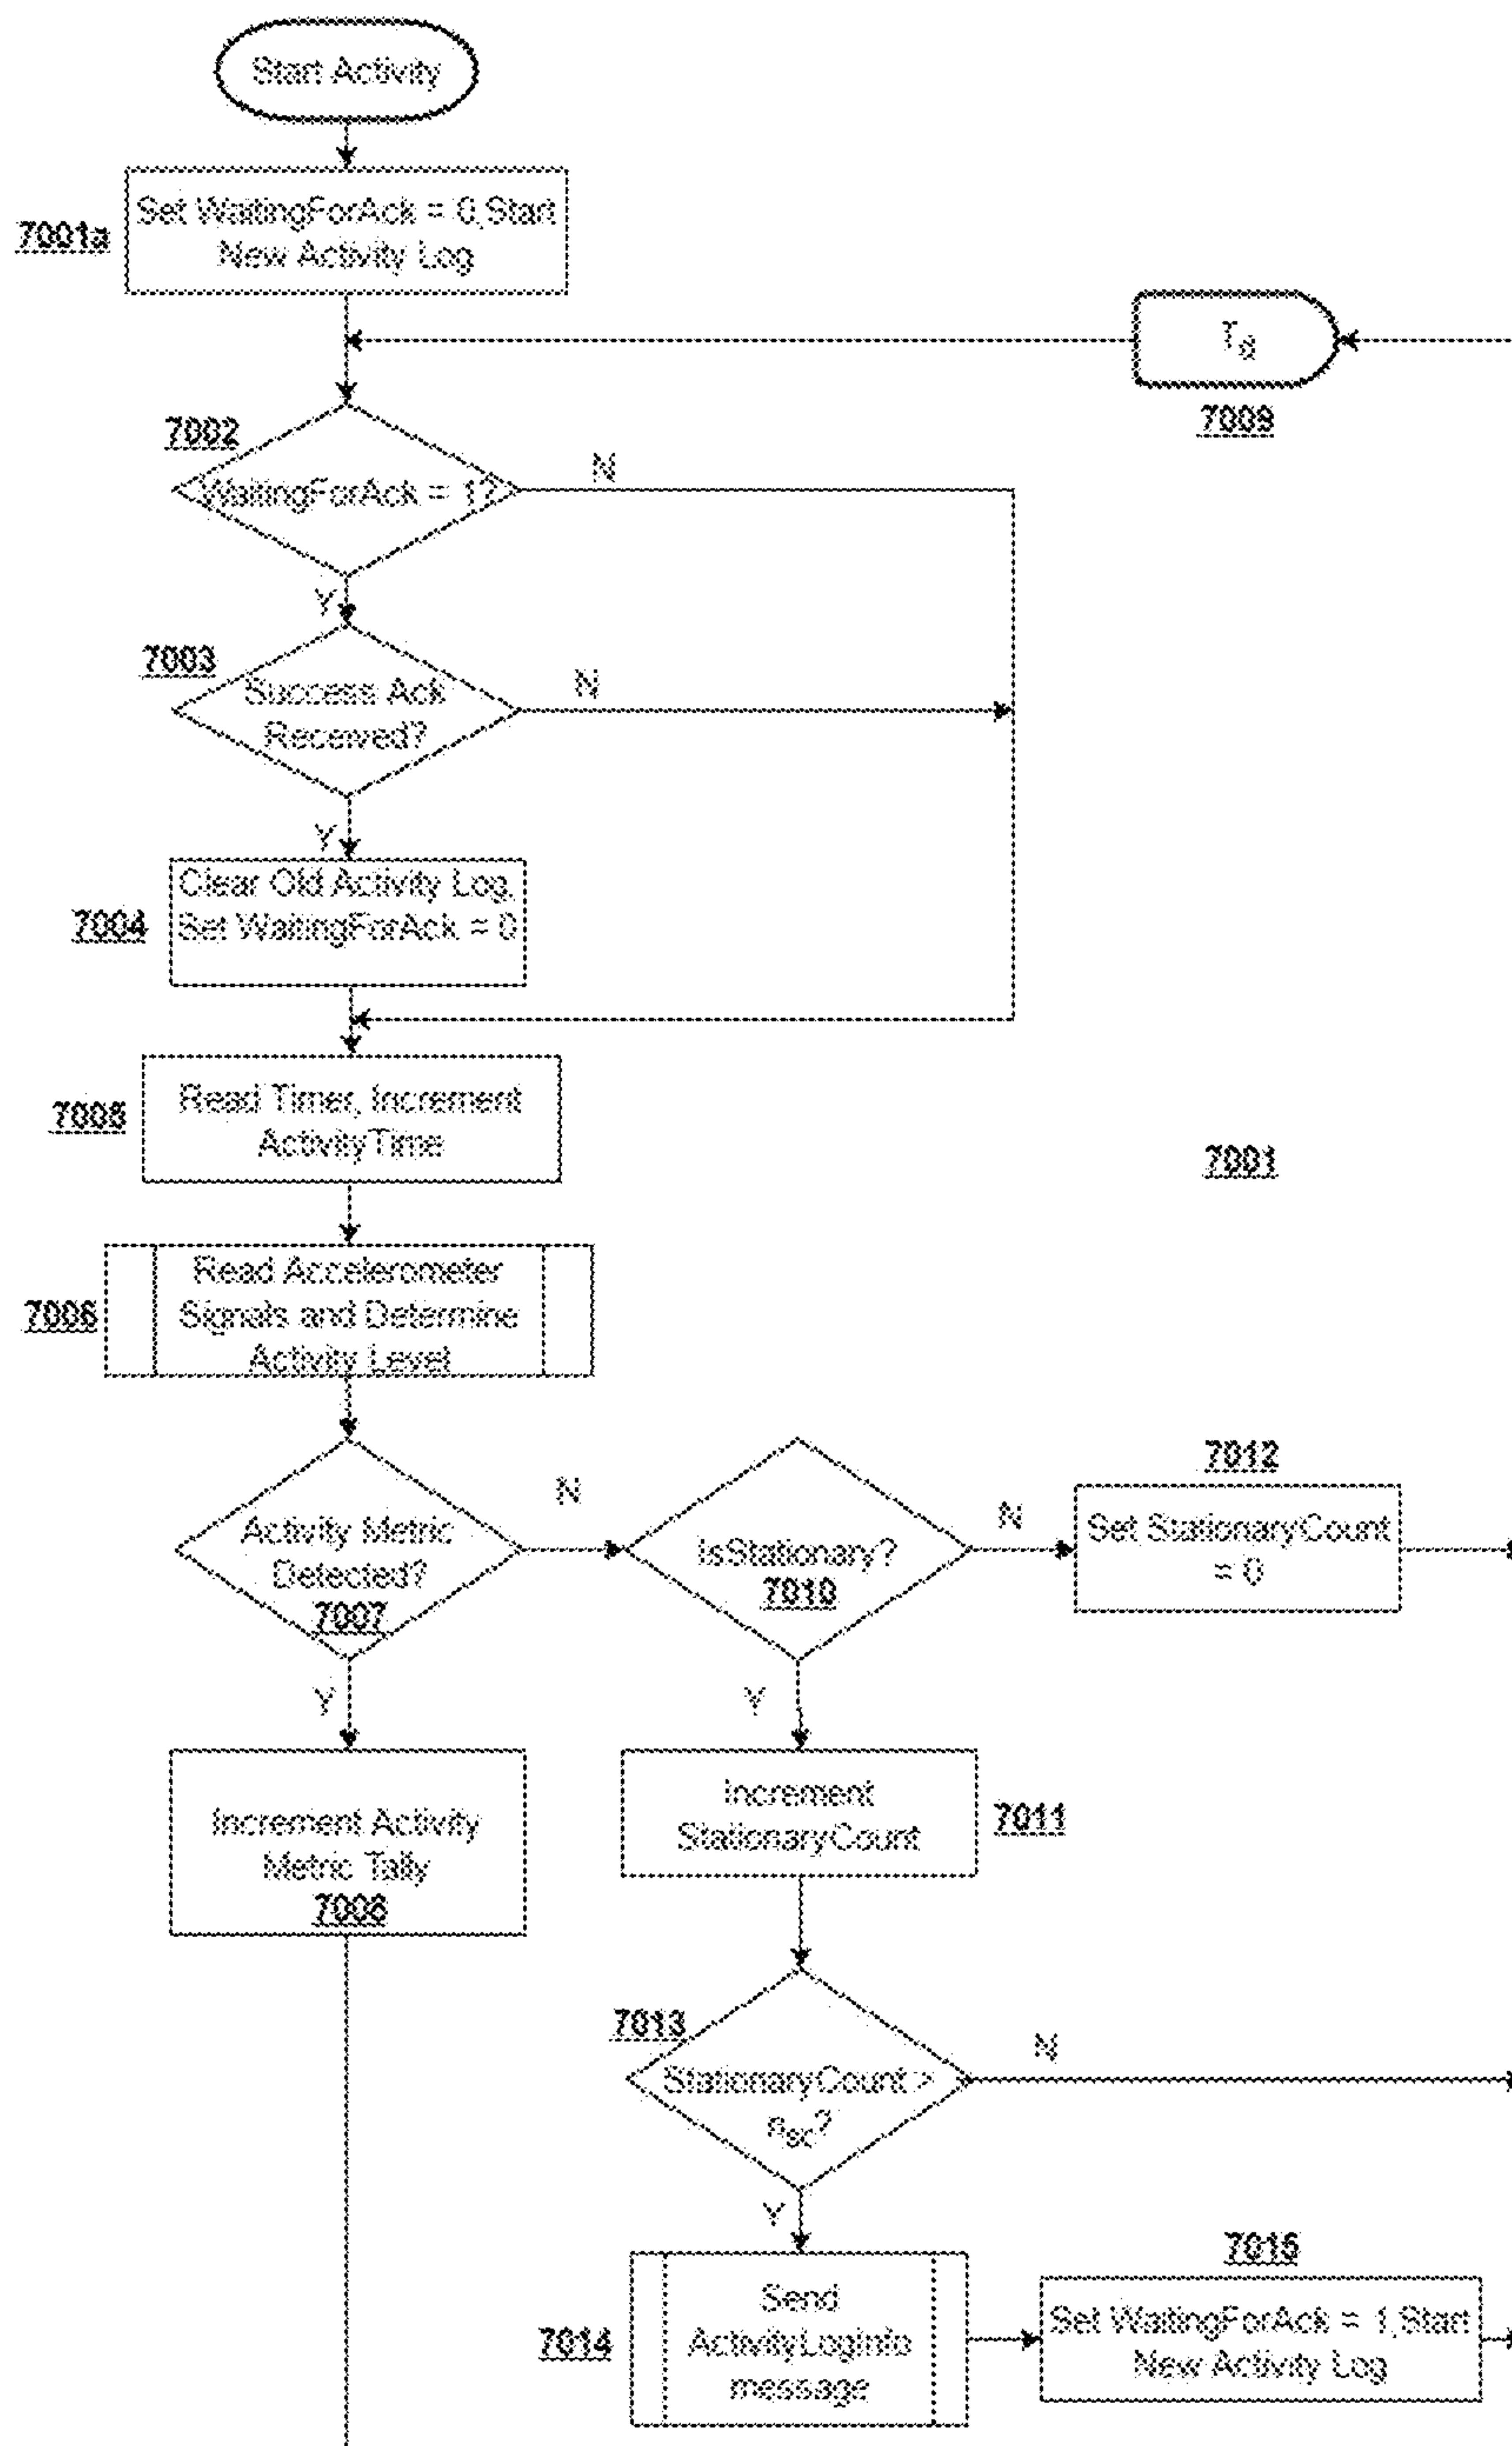 Start Activity
7001a
Set WaitingForAck = 0,Start
New Activity Log
Td
7009
7002
WaitingForAck = 1?
N
Y
7003
Success Ack
Received?
N
Y
7004
Clear Old Activity Log,
Set WaitingForAck = 0
7005
Read Timer, Increment
ActivityTime
7001
7006
Read Accelerometer
Signals and Determine
Activity Level
Activity Metric
Detected?
7007
N
IsStationary?
7010
N
7012
Set StationaryCount
= 0
Y
Y
Increment Activity
Metric Tally
7008
Increment
StationaryCount
7011
7013
StationaryCount >
nsc?
N
Y
7014
Send
ActivityLogInfo
message
7015
Set WaitingForAck = 1,Start
New Activity Log